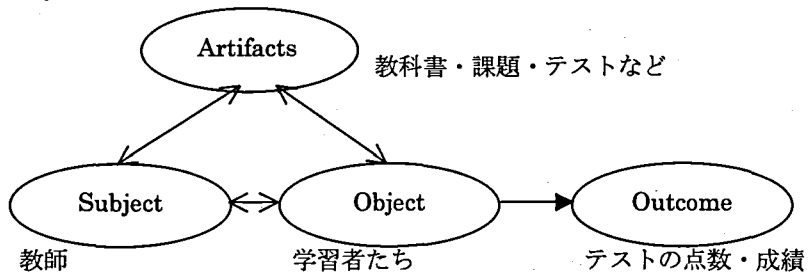 Artifacts
教科書・課題・テストなど
Subject
Object
Outcome
教師
学習者たち
テストの点数・成績